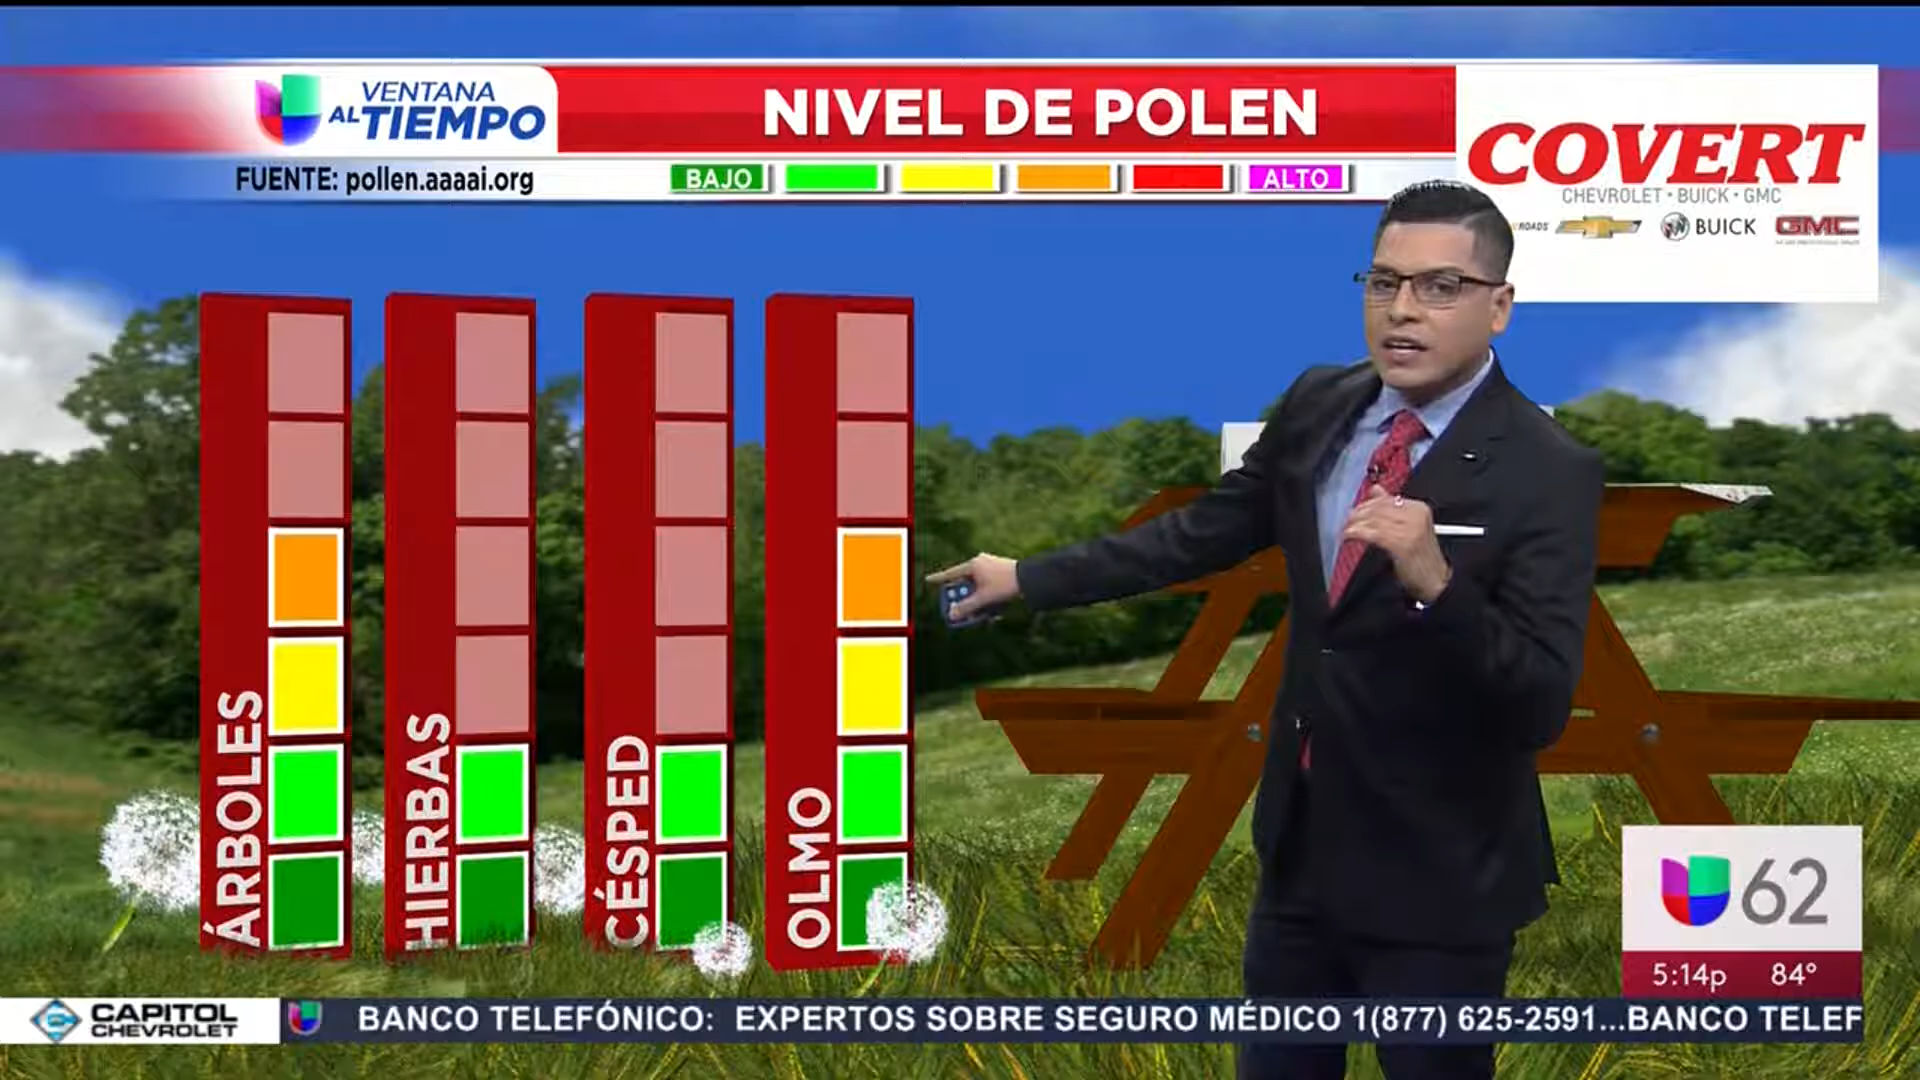 VENTANA
AL TIEMPO
NIVEL DE POLEN
COVERT
CHEVROLET • BUICK • GMC
ROADS
BUICK
GMC
FUENTE: pollen.aaaai.org
BAJO
ALTO
ÁRBOLES
HIERBAS
CÉSPED
OLMO
62
5:14p 84°
CAPITOL
CHEVROLET
BANCO TELEFÓNICO: EXPERTOS SOBRE SEGURO MÉDICO 1(877) 625-2591...BANCO TELEF